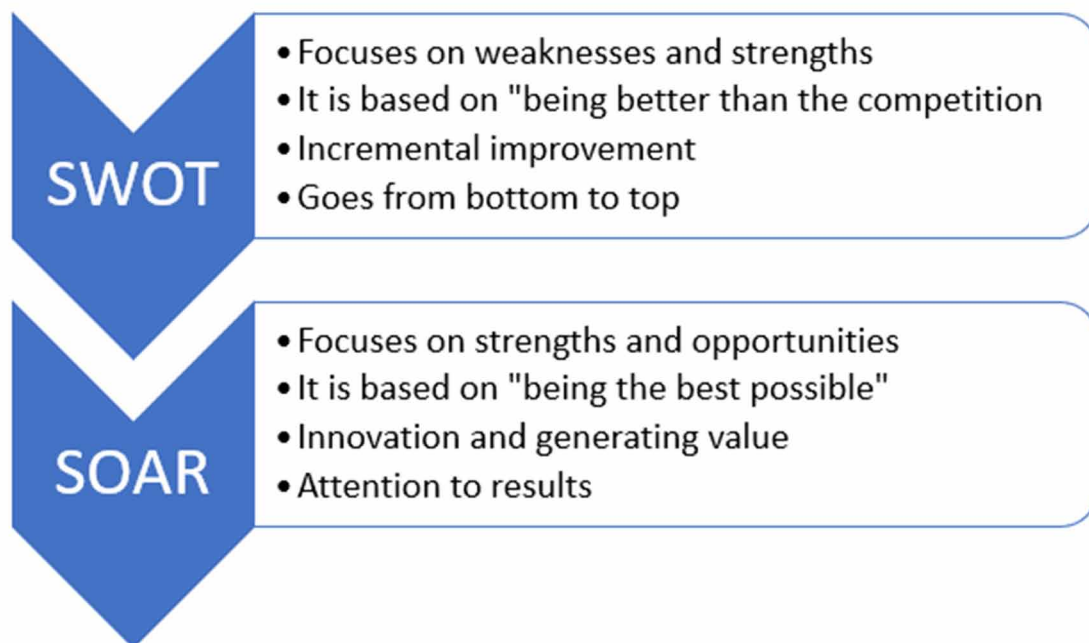 SWOT
• Focuses on weaknesses and strengths
• It is based on "being better than the competition
• Incremental improvement
• Goes from bottom to top
SOAR
• Focuses on strengths and opportunities
• It is based on "being the best possible"
• Innovation and generating value
• Attention to results